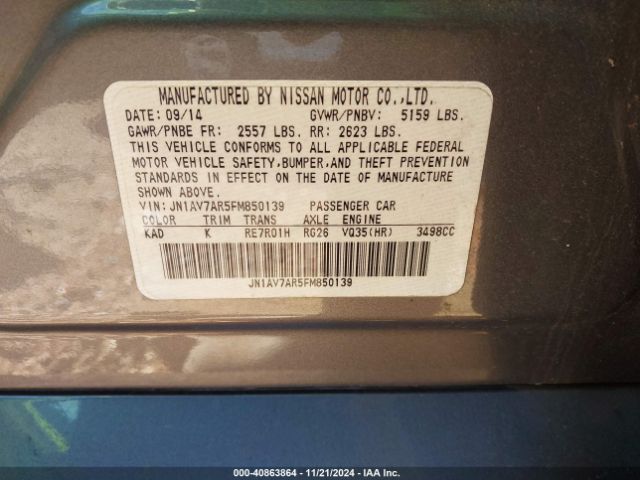 MANUFACTURED BY NISSAN MOTOR CO.,LTD.
DATE: 09/14 GVWR/PNBV: 5159 LBS.
GAWR/PNBE FR: 2557 LBS. RR: 2623 LBS.
THIS VEHICLE CONFORMS TO ALL APPLICABLE FEDERAL
MOTOR VEHICLE SAFETY,BUMPER,AND THEFT PREVENTION
STANDARDS IN EFFECT ON THE DATE OF MANUFACTURE
SHOWN ABOVE.
VIN: JN1AV7AR5FM850139 PASSENGER CAR
COLOR TRIM TRANS AXLE ENGINE
KAD K RE7R01H RG26 VQ35(HR) 3498CC
JN1AV7AR5FM850139
000-40863864 | 11/21/2024 - IAA Inc.